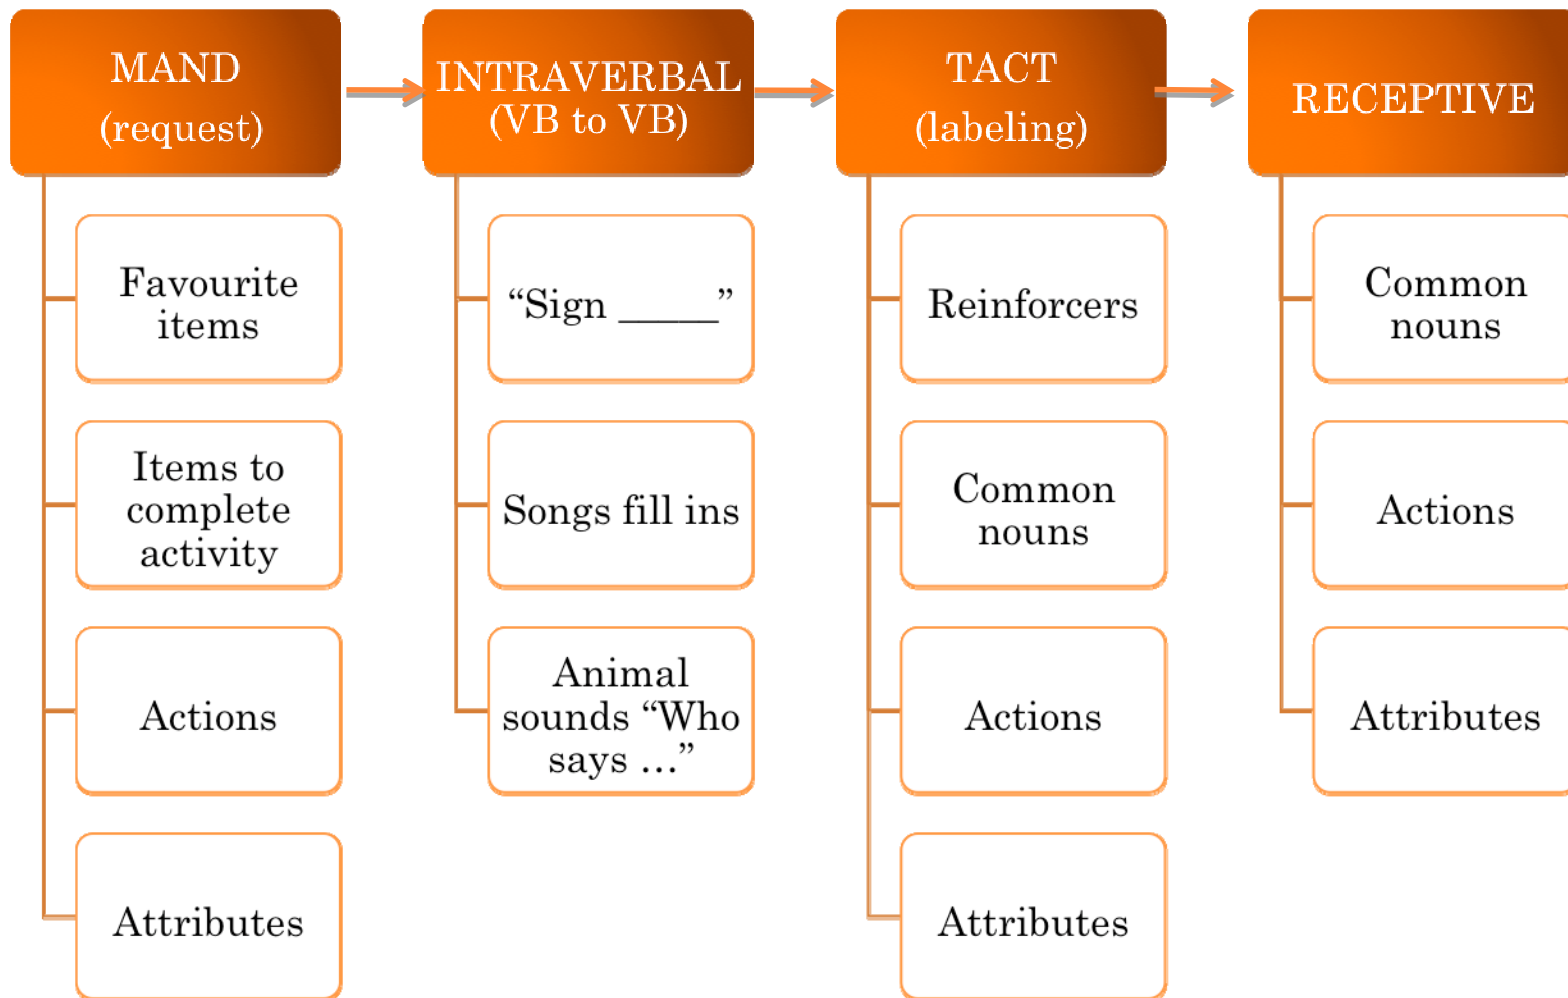 MAND
(request)
Favourite
items
Items to
complete
activity
Actions
Attributes
INTRAVERBAL
(VB to VB)
“Sign _____”
Songs fill ins
Animal
sounds “Who
says …”
TACT
(labeling)
Reinforcers
Common
nouns
Actions
Attributes
RECEPTIVE
Common
nouns
Actions
Attributes